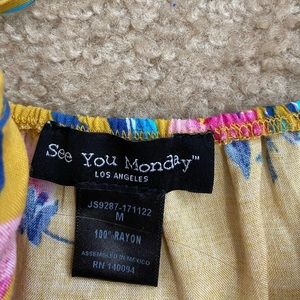 See You Monday™
LOS ANGELES
JS9287-171122
M
100% RAYON
ASSEMBLED IN MEXICO
RN 140094